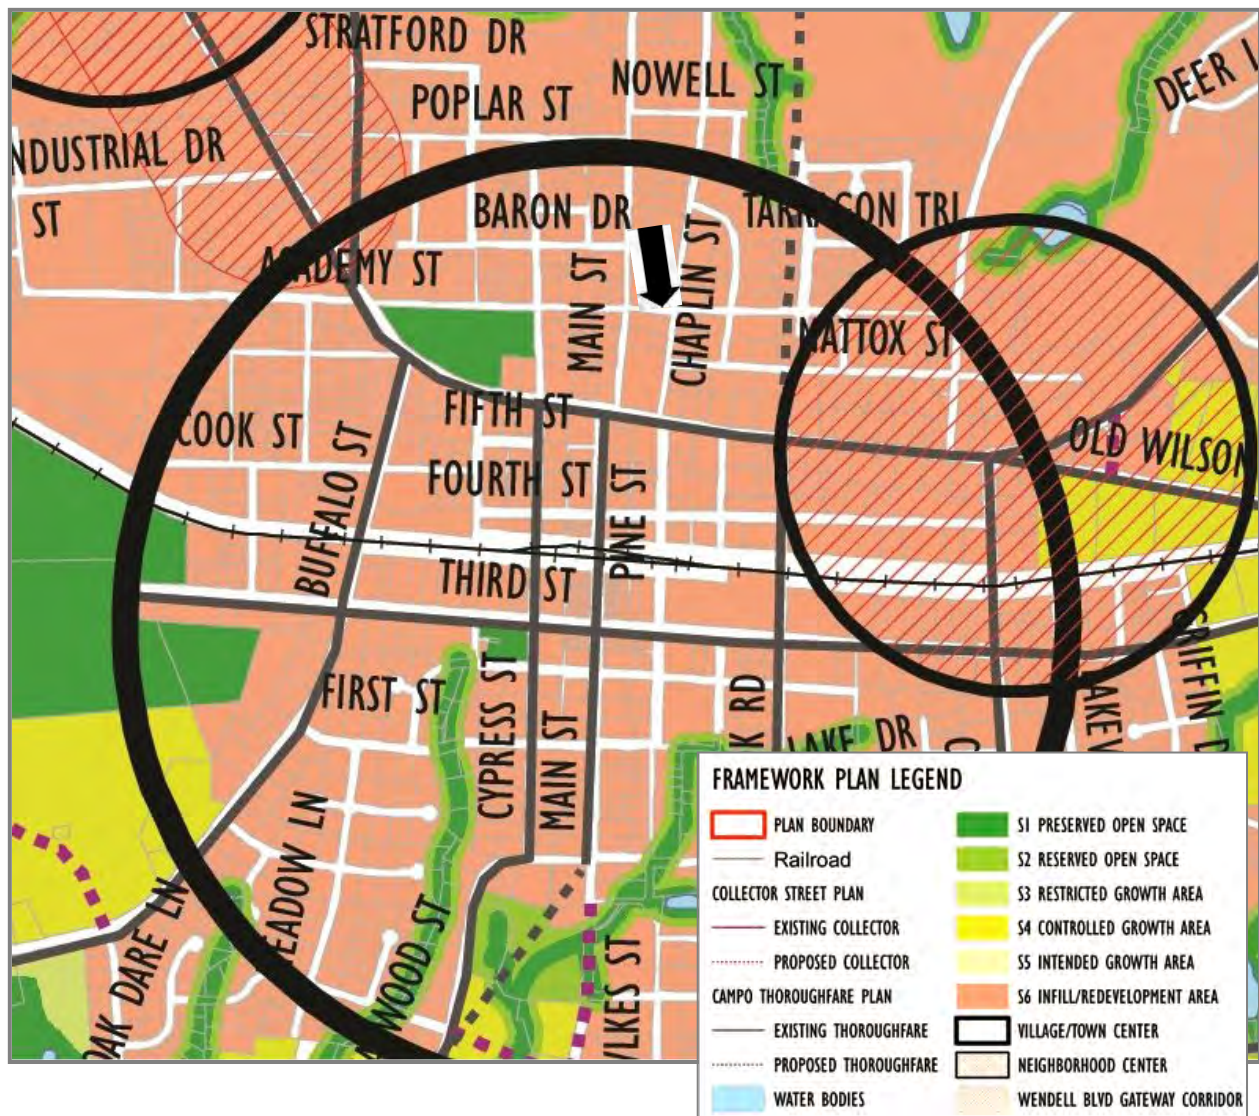 STRATFORD DR
NOWELL ST
DEER L
POPLAR ST
NDUSTRIAL DR
ST
BARON DR
TARRAGON TRL
ACADEMY ST
MAIN ST
CHAPLIN ST
MATTOX ST
FIFTH ST
COOK ST
OLD WILSON
FOURTH ST
BUFFALO ST
PINE ST
THIRD ST
GRIFFIN D
FIRST ST
CYPRESS ST
MAIN ST
K RD
LAKE DR
C
AKEV
MEADOW LN
OAK DARE LN
WOOD ST
WILKES ST
FRAMEWORK PLAN LEGEND
PLAN BOUNDARY
Railroad
COLLECTOR STREET PLAN
EXISTING COLLECTOR
PROPOSED COLLECTOR
CAMPO THOROUGHFARE PLAN
EXISTING THOROUGHFARE
PROPOSED THOROUGHFARE
WATER BODIES
S1 PRESERVED OPEN SPACE
S2 RESERVED OPEN SPACE
S3 RESTRICTED GROWTH AREA
S4 CONTROLLED GROWTH AREA
S5 INTENDED GROWTH AREA
S6 INFILL/REDEVELOPMENT AREA
VILLAGE/TOWN CENTER
NEIGHBORHOOD CENTER
WENDELL BLVD GATEWAY CORRIDOR